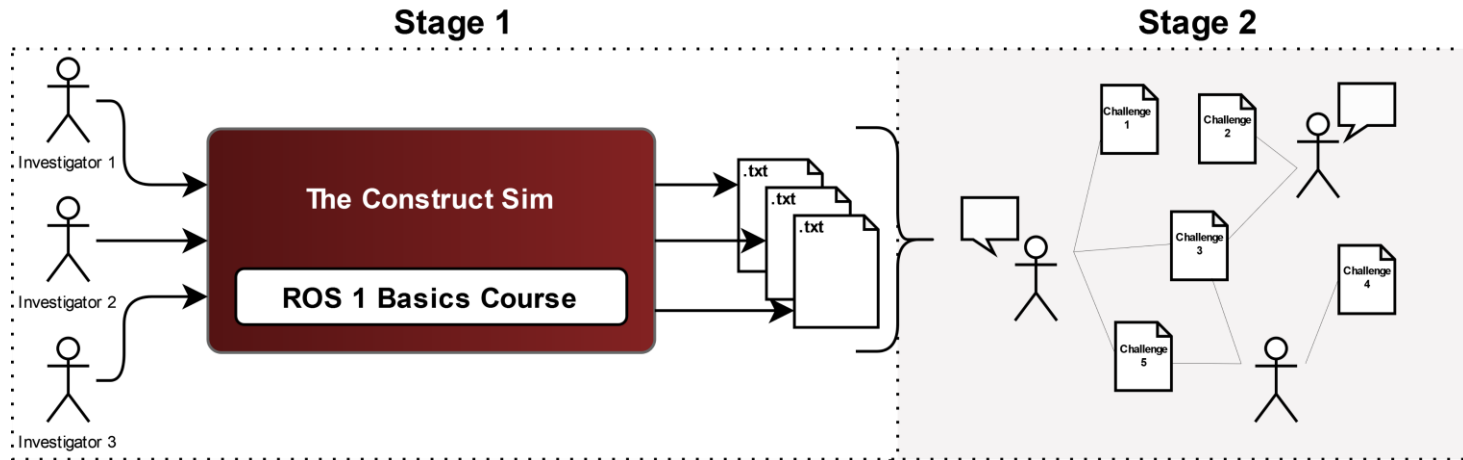 Stage 1
Stage 2
Investigator 1
Investigator 2
Investigator 3
The Construct Sim
ROS 1 Basics Course
.txt
.txt
.txt
Challenge
1
Challenge
2
Challenge
3
Challenge
4
Challenge
5